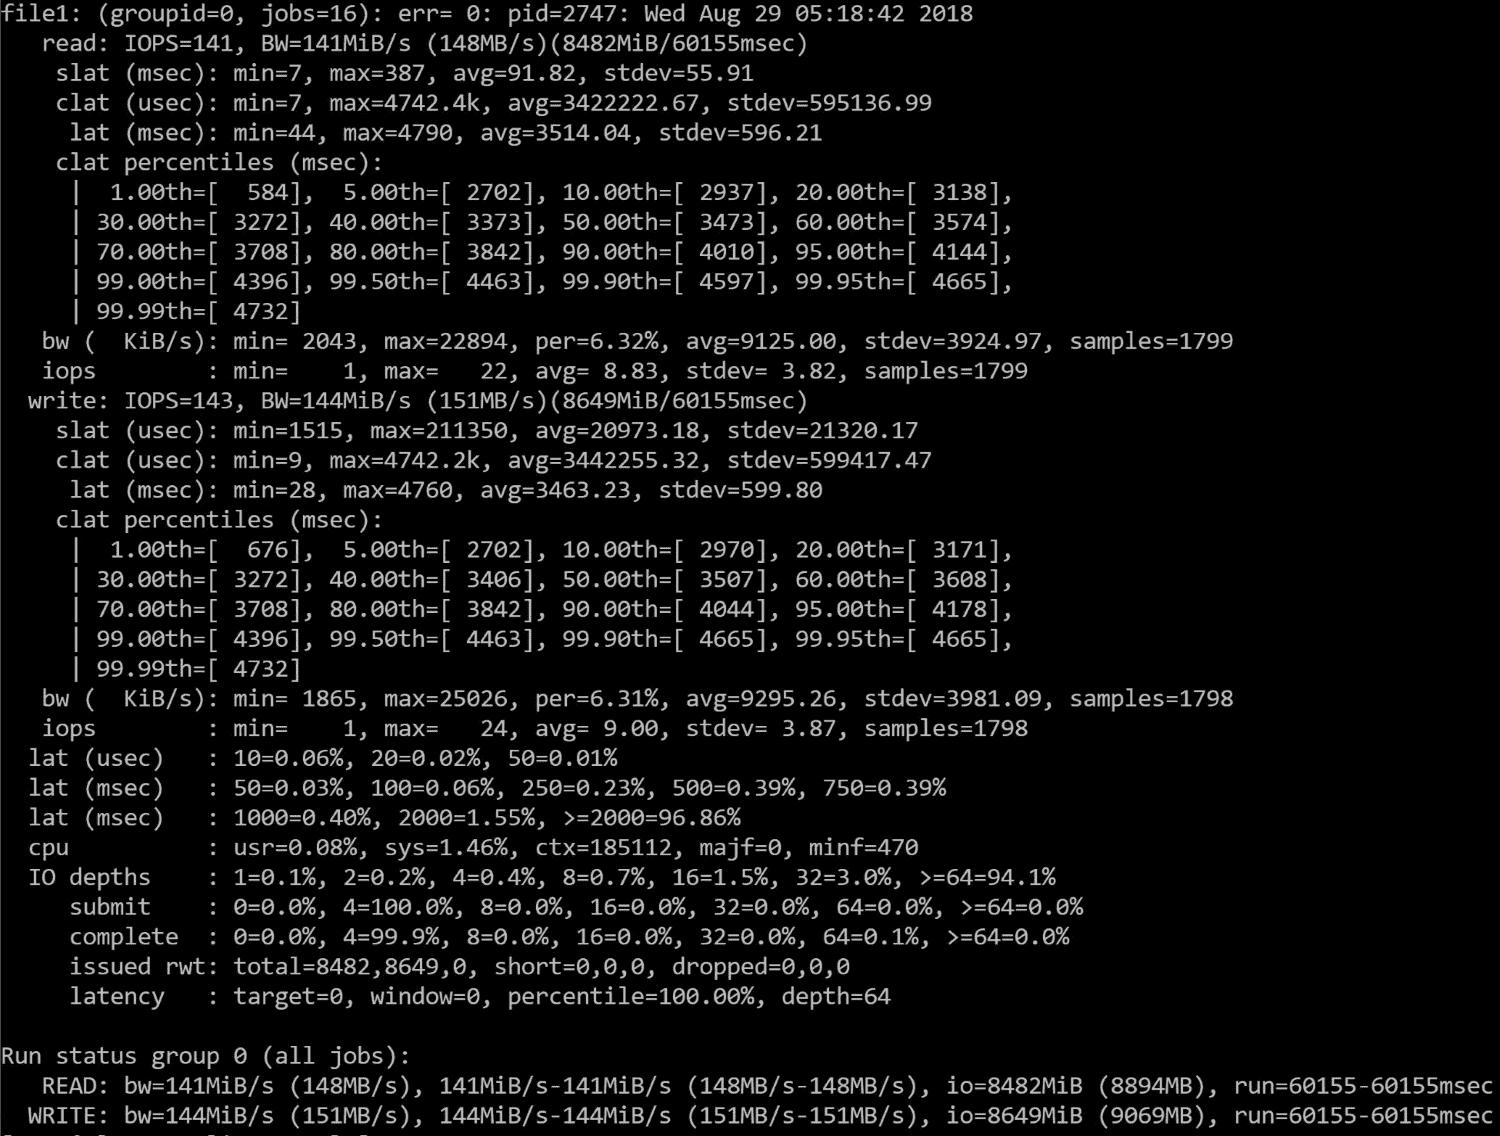 file1: (groupid=0, jobs=16): err= 0: pid=2747: Wed Aug 29 05:18:42 2018
   read: IOPS=141, BW=141MiB/s (148MB/s)(8482MiB/60155msec)
    slat (msec): min=7, max=387, avg=91.82, stdev=55.91
    clat (usec): min=7, max=4742.4k, avg=3422222.67, stdev=595136.99
     lat (msec): min=44, max=4790, avg=3514.04, stdev=596.21
    clat percentiles (msec):
     |  1.00th=[  584],  5.00th=[ 2702], 10.00th=[ 2937], 20.00th=[ 3138],
     | 30.00th=[ 3272], 40.00th=[ 3373], 50.00th=[ 3473], 60.00th=[ 3574],
     | 70.00th=[ 3708], 80.00th=[ 3842], 90.00th=[ 4010], 95.00th=[ 4144],
     | 99.00th=[ 4396], 99.50th=[ 4463], 99.90th=[ 4597], 99.95th=[ 4665],
     | 99.99th=[ 4732]
   bw (  KiB/s): min= 2043, max=22894, per=6.32%, avg=9125.00, stdev=3924.97, samples=1799
   iops        : min=    1, max=   22, avg= 8.83, stdev= 3.82, samples=1799
  write: IOPS=143, BW=144MiB/s (151MB/s)(8649MiB/60155msec)
    slat (usec): min=1515, max=211350, avg=20973.18, stdev=21320.17
    clat (usec): min=9, max=4742.2k, avg=3442255.32, stdev=599417.47
     lat (msec): min=28, max=4760, avg=3463.23, stdev=599.80
    clat percentiles (msec):
     |  1.00th=[  676],  5.00th=[ 2702], 10.00th=[ 2970], 20.00th=[ 3171],
     | 30.00th=[ 3272], 40.00th=[ 3406], 50.00th=[ 3507], 60.00th=[ 3608],
     | 70.00th=[ 3708], 80.00th=[ 3842], 90.00th=[ 4044], 95.00th=[ 4178],
     | 99.00th=[ 4396], 99.50th=[ 4463], 99.90th=[ 4665], 99.95th=[ 4665],
     | 99.99th=[ 4732]
   bw (  KiB/s): min= 1865, max=25026, per=6.31%, avg=9295.26, stdev=3981.09, samples=1798
   iops        : min=    1, max=   24, avg= 9.00, stdev= 3.87, samples=1798
  lat (usec)   : 10=0.06%, 20=0.02%, 50=0.01%
  lat (msec)   : 50=0.03%, 100=0.06%, 250=0.23%, 500=0.39%, 750=0.39%
  lat (msec)   : 1000=0.40%, 2000=1.55%, >=2000=96.86%
  cpu          : usr=0.08%, sys=1.46%, ctx=185112, majf=0, minf=470
  IO depths    : 1=0.1%, 2=0.2%, 4=0.4%, 8=0.7%, 16=1.5%, 32=3.0%, >=64=94.1%
     submit    : 0=0.0%, 4=100.0%, 8=0.0%, 16=0.0%, 32=0.0%, 64=0.0%, >=64=0.0%
     complete  : 0=0.0%, 4=99.9%, 8=0.0%, 16=0.0%, 32=0.0%, 64=0.1%, >=64=0.0%
     issued rwt: total=8482,8649,0, short=0,0,0, dropped=0,0,0
     latency   : target=0, window=0, percentile=100.00%, depth=64

Run status group 0 (all jobs):
   READ: bw=141MiB/s (148MB/s), 141MiB/s-141MiB/s (148MB/s-148MB/s), io=8482MiB (8894MB), run=60155-60155msec
  WRITE: bw=144MiB/s (151MB/s), 144MiB/s-144MiB/s (151MB/s-151MB/s), io=8649MiB (9069MB), run=60155-60155msec